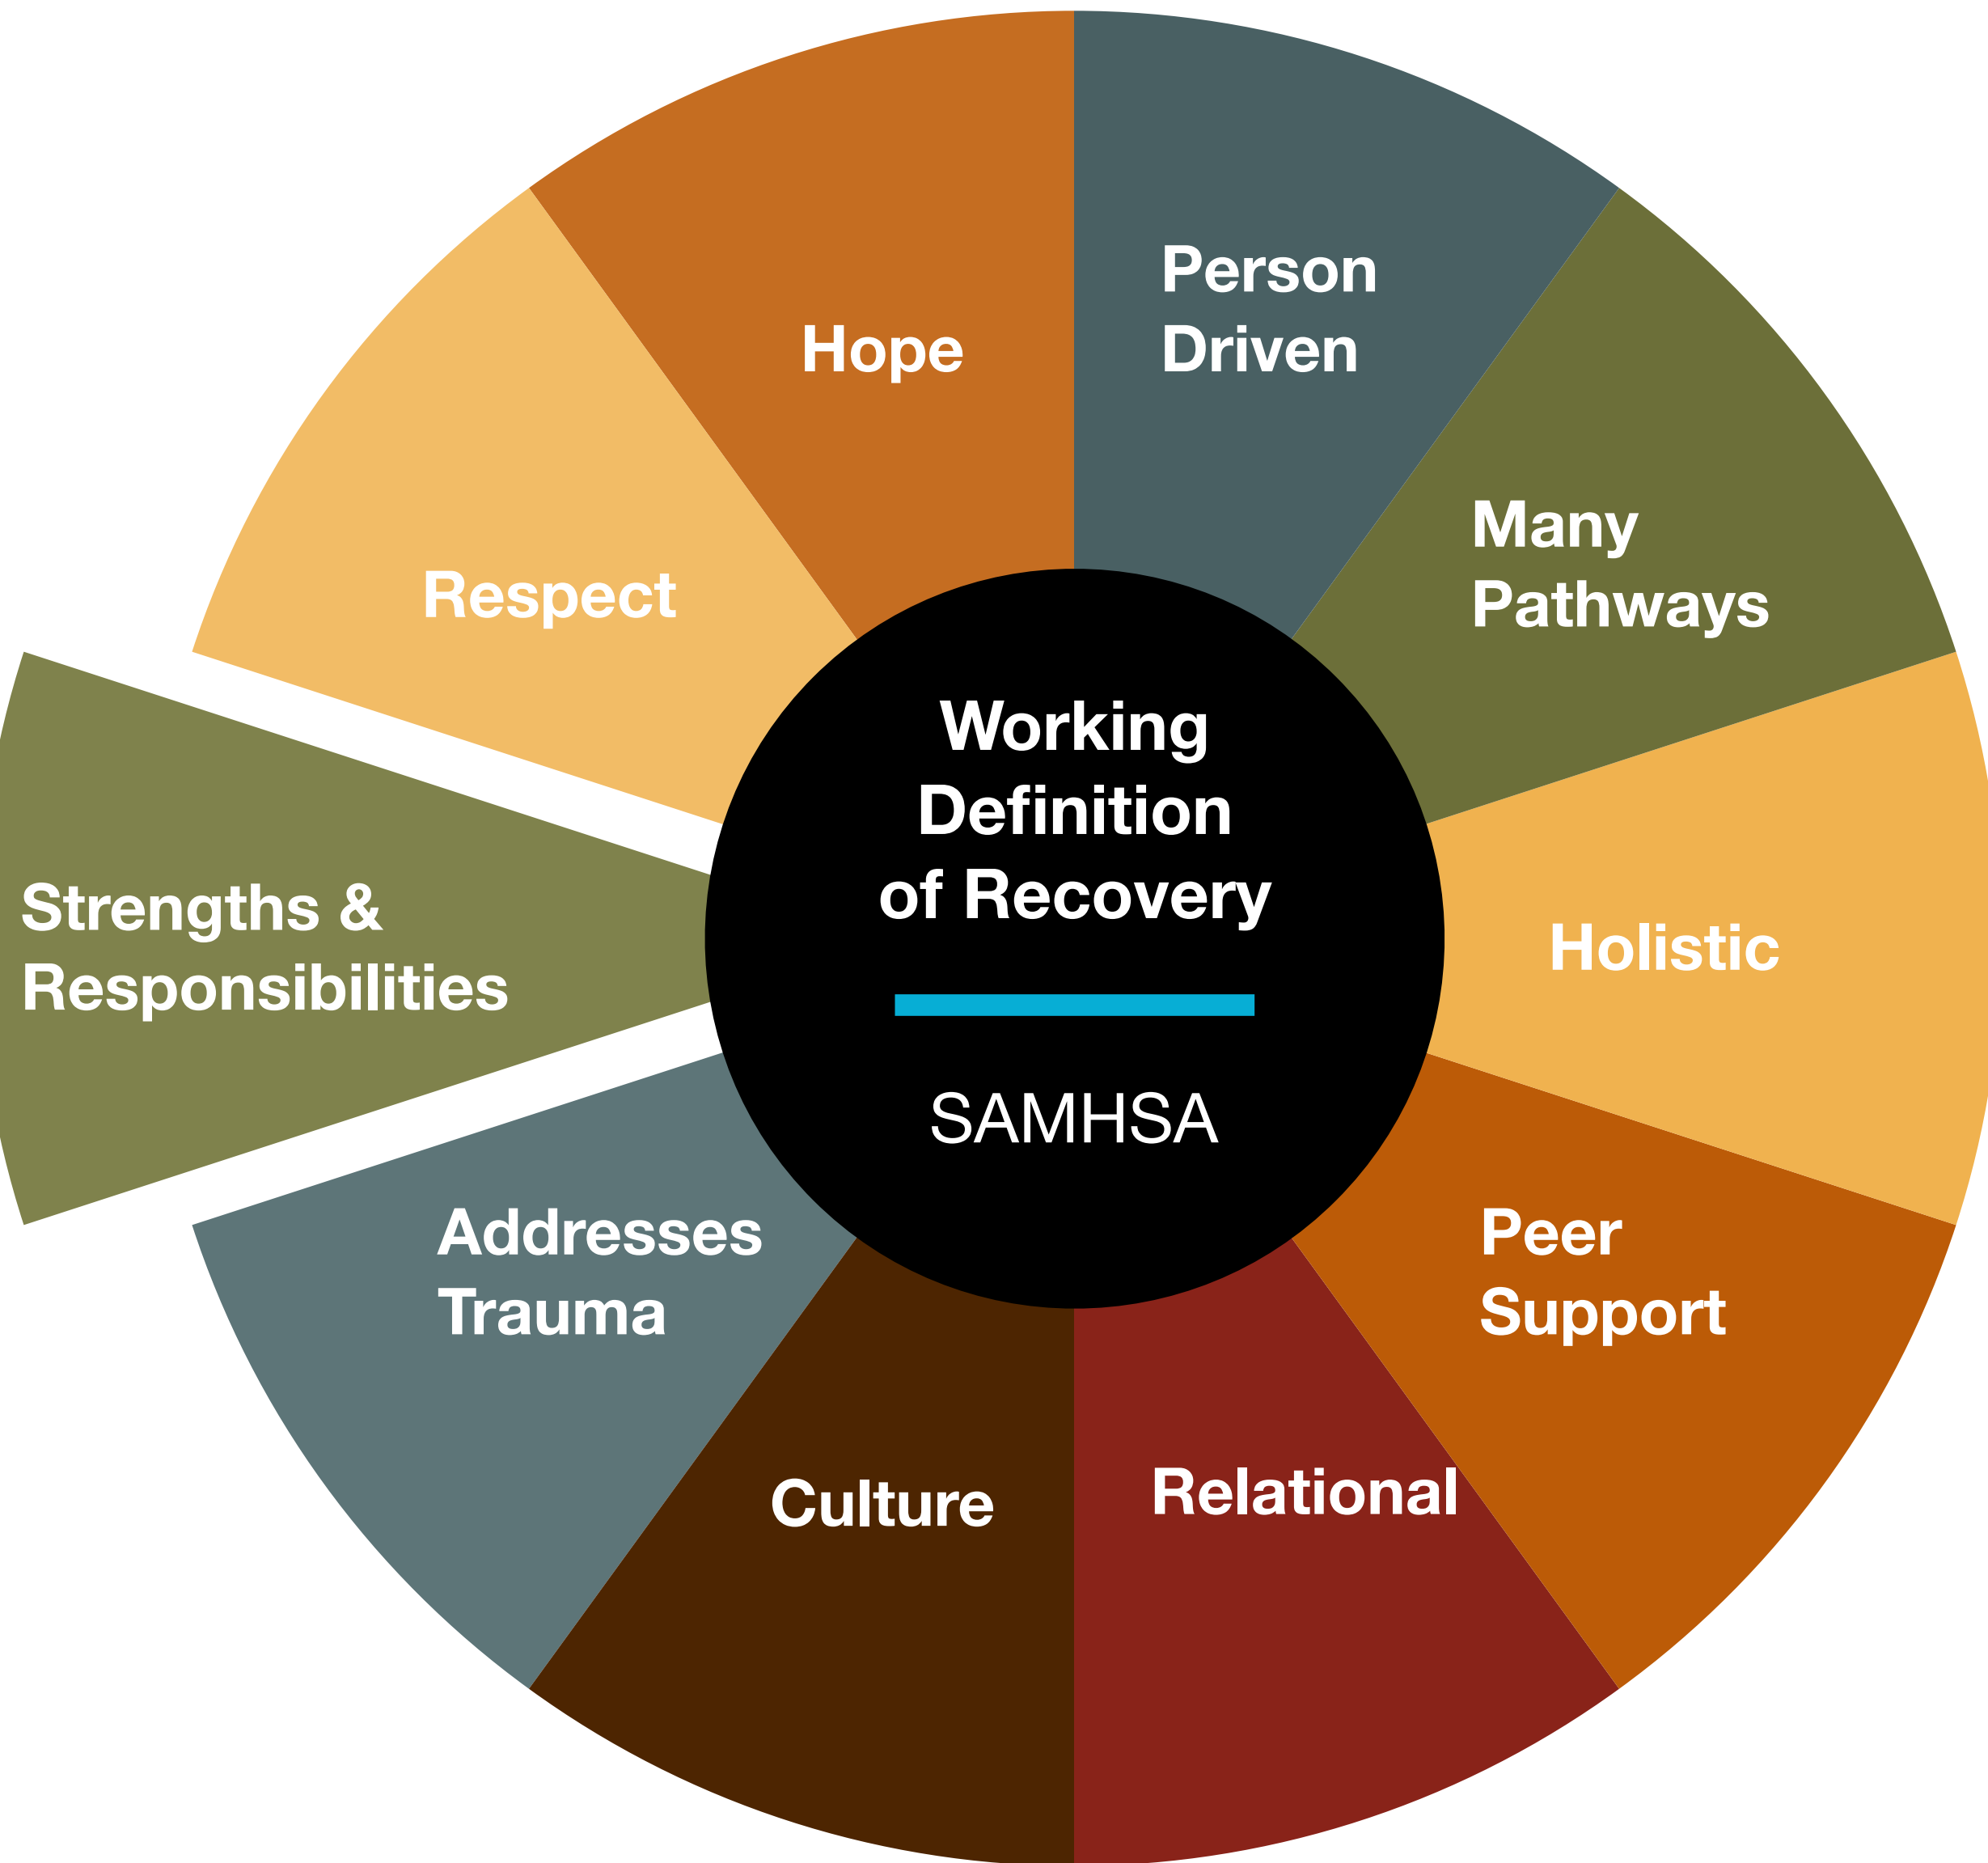 Hope
Person
Driven
Many
Pathways
Holistic
Peer
Support
Relational
Culture
Addresses
Trauma
Strengths &
Responsibilities
Respect
Working
Definition
of Recovery
SAMHSA